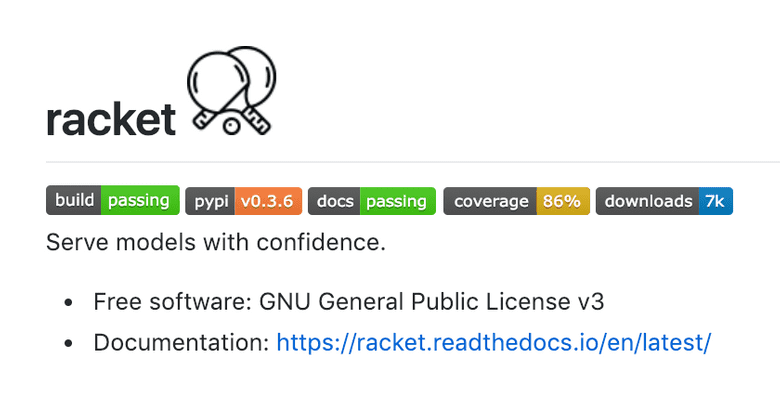 racket
build passing pypi v0.3.6 docs passing coverage 86% downloads 7k
Serve models with confidence.
• Free software: GNU General Public License v3
• Documentation: https://racket.readthedocs.io/en/latest/